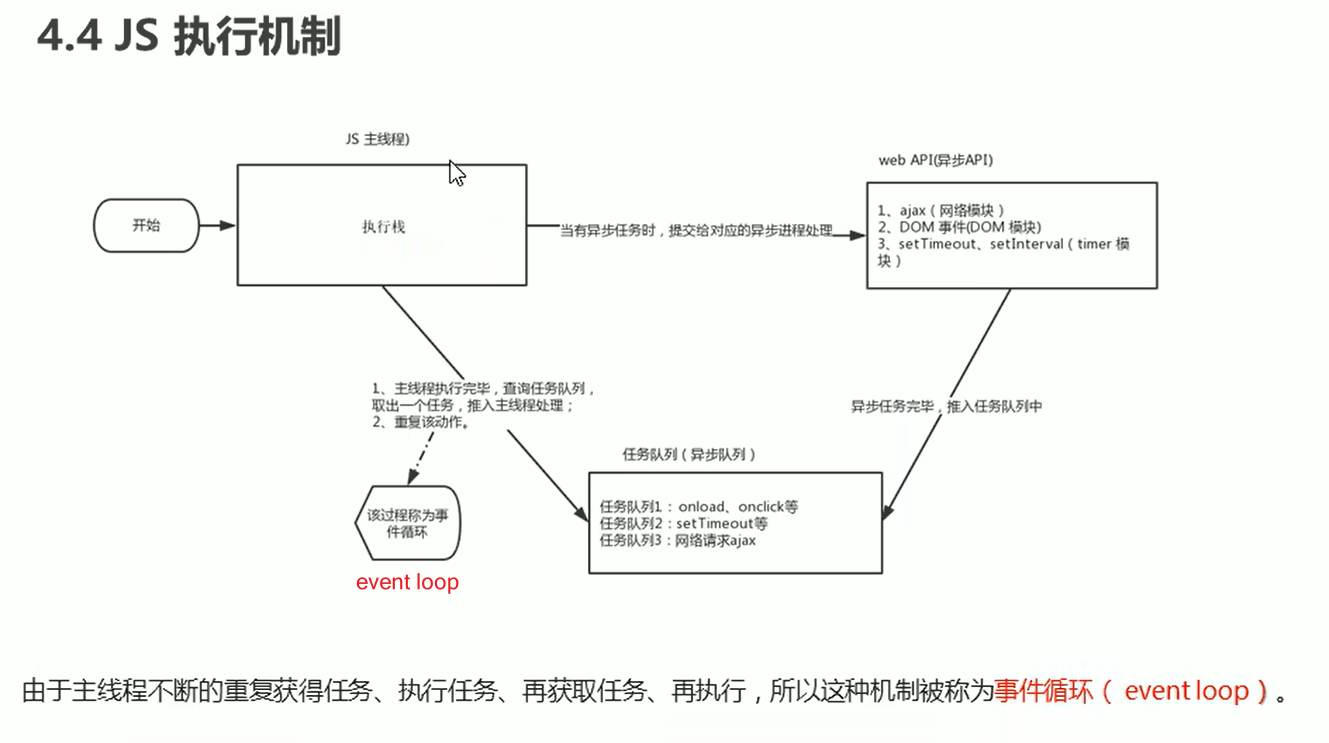 4.4 JS 执行机制
JS 主线程)
web API(异步API)
开始
执行栈
当有异步任务时，提交给对应的异步进程处理
1、ajax（网络模块）
2、DOM 事件(DOM 模块)
3、setTimeout、setInterval（timer 模
块）
1、主线程执行完毕，查询任务队列，
取出一个任务，推入主线程处理；
2、重复该动作。
异步任务完毕，推入任务队列中
任务队列（异步队列）
任务队列1：onload、onclick等
任务队列2：setTimeout等
任务队列3：网络请求ajax
该过程称为事
件循环
event loop
由于主线程不断的重复获得任务、执行任务、再获取任务、再执行，所以这种机制被称为事件循环（ event loop）。